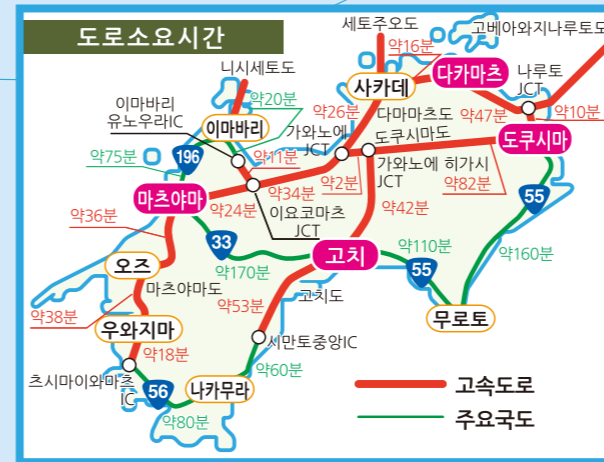 도로소요시간
세토주오도
고베아와지나루토도
약16분
니시세토도
다카마츠
나루토
JCT
사카데
약20분
이마바리
유노우라IC
약26분
다마마츠도
약47분
약10분
이마바리
가와노에
JCT
도쿠시마도
도쿠시마
약75분
196
약11분
가와노에 히가시
JCT
약2분
약82분
약34분
마츠야마
약24분
이요코마츠
JCT
약42분
55
약36분
33
고치
약110분
약160분
오즈
약170분
55
마츠야마도
고치도
약53분
무로토
약38분
우와지마
시만토중앙IC
약18분
약60분
츠시마이와마츠
IC
56
나카무라
약80분
고속도로
주요국도